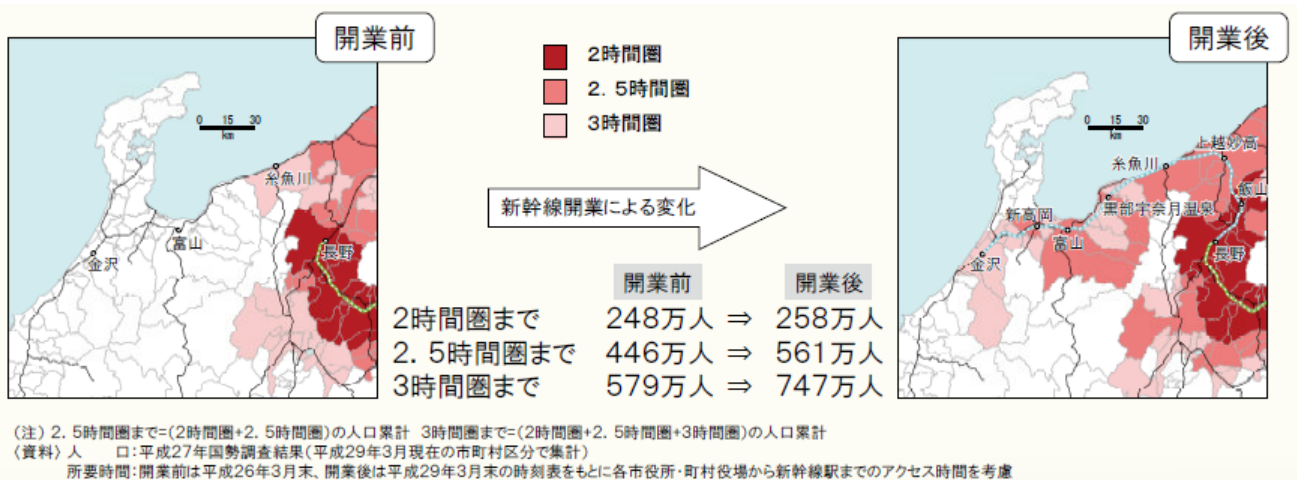 開業前
0 15 30
km
糸魚川
富山
金沢
長野
2時間圏
2．5時間圏
3時間圏
新幹線開業による変化
開業前 開業後
2時間圏まで 248万人 ⇒ 258万人
2．5時間圏まで 446万人 ⇒ 561万人
3時間圏まで 579万人 ⇒ 747万人
開業後
0 15 30
km
上越妙高
糸魚川
飯山
黒部宇奈月温泉
新高岡
富山
金沢
長野
(注) 2．5時間圏まで=(2時間圏+2．5時間圏)の人口累計 3時間圏まで=(2時間圏+2．5時間圏+3時間圏)の人口累計
〈資料〉人 口:平成27年国勢調査結果(平成29年3月現在の市町村区分で集計)
所要時間:開業前は平成26年3月末、開業後は平成29年3月末の時刻表をもとに各市役所・町村役場から新幹線駅までのアクセス時間を考慮